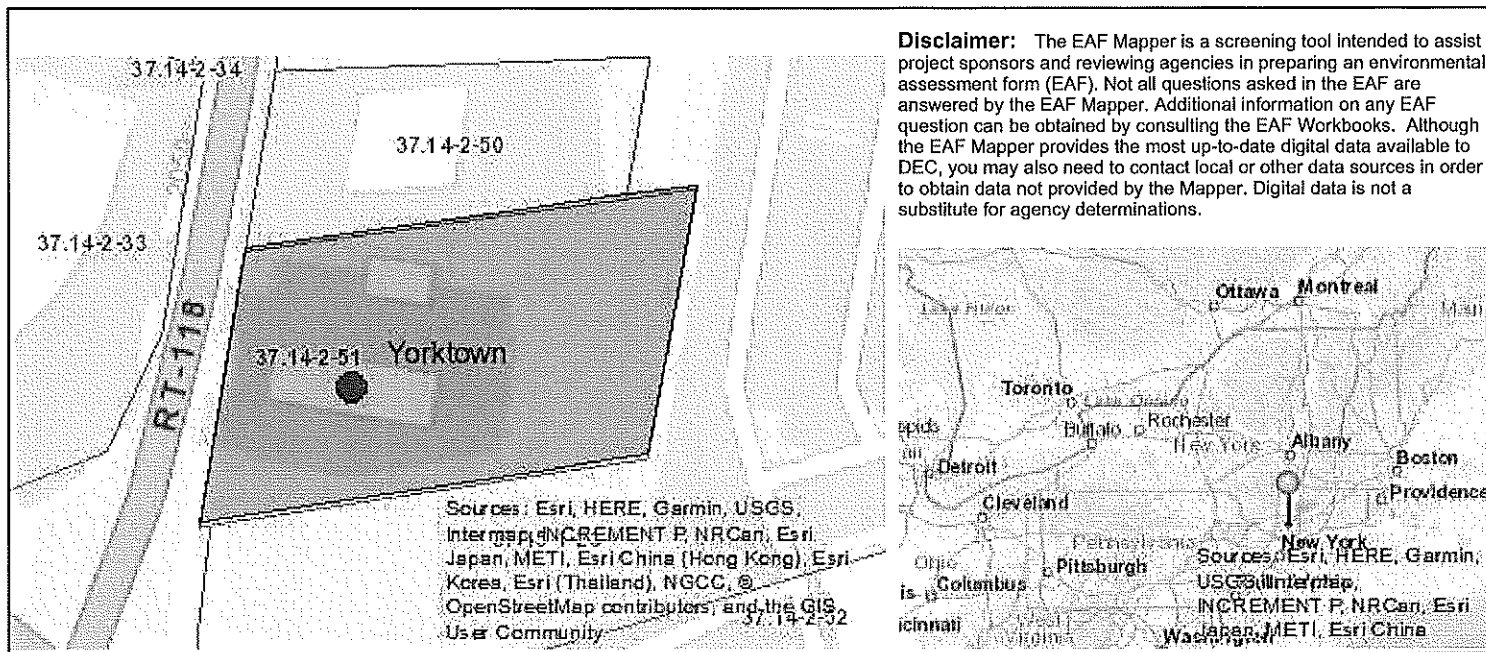 37.14-2-34
37.14-2-50
37.14-2-33
RT-118
37.14-2-51 Yorktown
Sources: Esri, HERE, Garmin, USGS,
Intermap, INCREMENT P, NRCan, Esri
Japan, METI, Esri China (Hong Kong), Esri
Korea, Esri (Thailand), NGCC, ©
OpenStreetMap contributors, and the GIS
User Community
Disclaimer: The EAF Mapper is a screening tool intended to assist
project sponsors and reviewing agencies in preparing an environmental
assessment form (EAF). Not all questions asked in the EAF are
answered by the EAF Mapper. Additional information on any EAF
question can be obtained by consulting the EAF Workbooks. Although
the EAF Mapper provides the most up-to-date digital data available to
DEC, you may also need to contact local or other data sources in order
to obtain data not provided by the Mapper. Digital data is not a
substitute for agency determinations.
Ottawa
Montreal
Toronto
Rochester
Buffalo
New York
Albany
Detroit
Boston
Cleveland
Providence
New York
Pennsylvania
Ohio
Pittsburgh
Columbus
Sources: Esri, HERE, Garmin,
USGS, Intermap,
INCREMENT P, NRCan, Esri
Japan, METI, Esri China